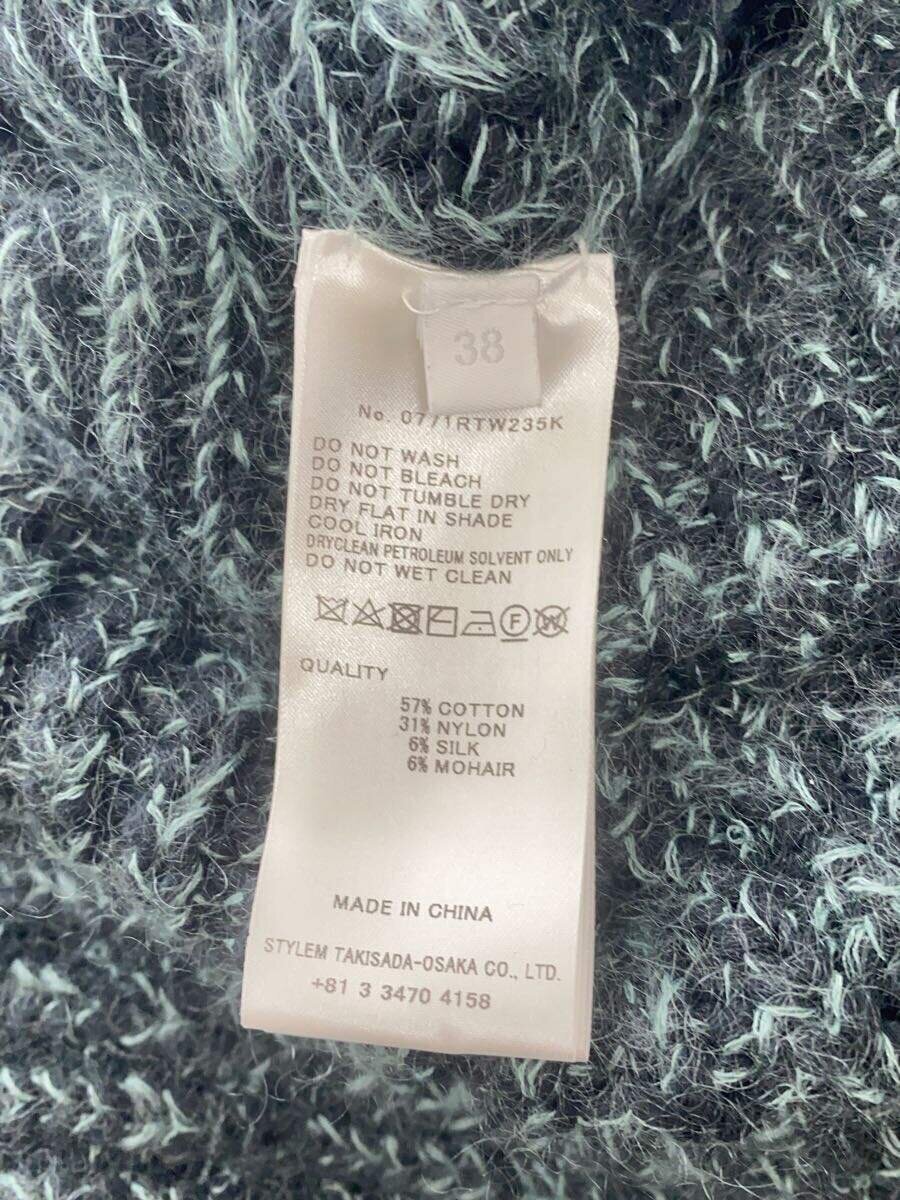 38
No. 0771RTW235K
DO NOT WASH
DO NOT BLEACH
DO NOT TUMBLE DRY
DRY FLAT IN SHADE
COOL IRON
DRYCLEAN PETROLEUM SOLVENT ONLY
DO NOT WET CLEAN
F W
QUALITY
57% COTTON
31% NYLON
6% SILK
6% MOHAIR
MADE IN CHINA
STYLEM TAKISADA-OSAKA CO., LTD.
+81 3 3470 4158